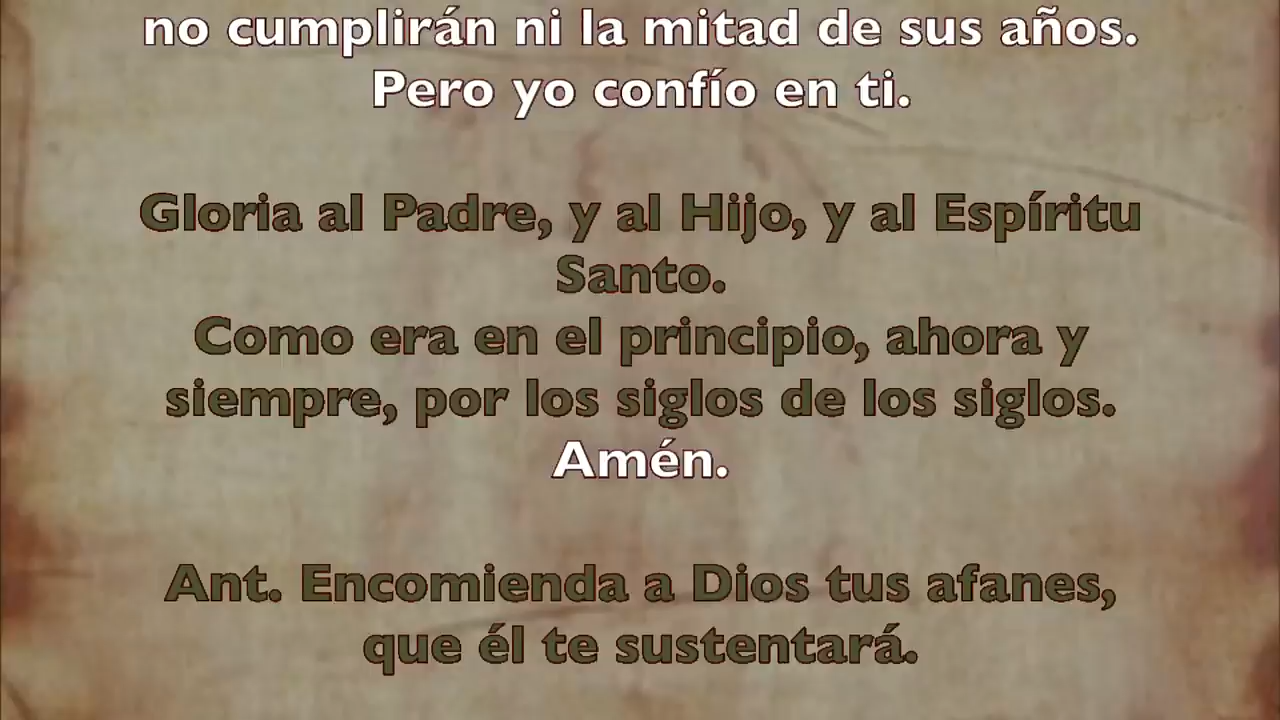 no cumplirán ni la mitad de sus años.
Pero yo confío en ti.
Gloria al Padre, y al Hijo, y al Espíritu
Santo.
Como era en el principio, ahora y
siempre, por los siglos de los siglos.
Amén.
Ant. Encomienda a Dios tus afanes,
que él te sustentará.